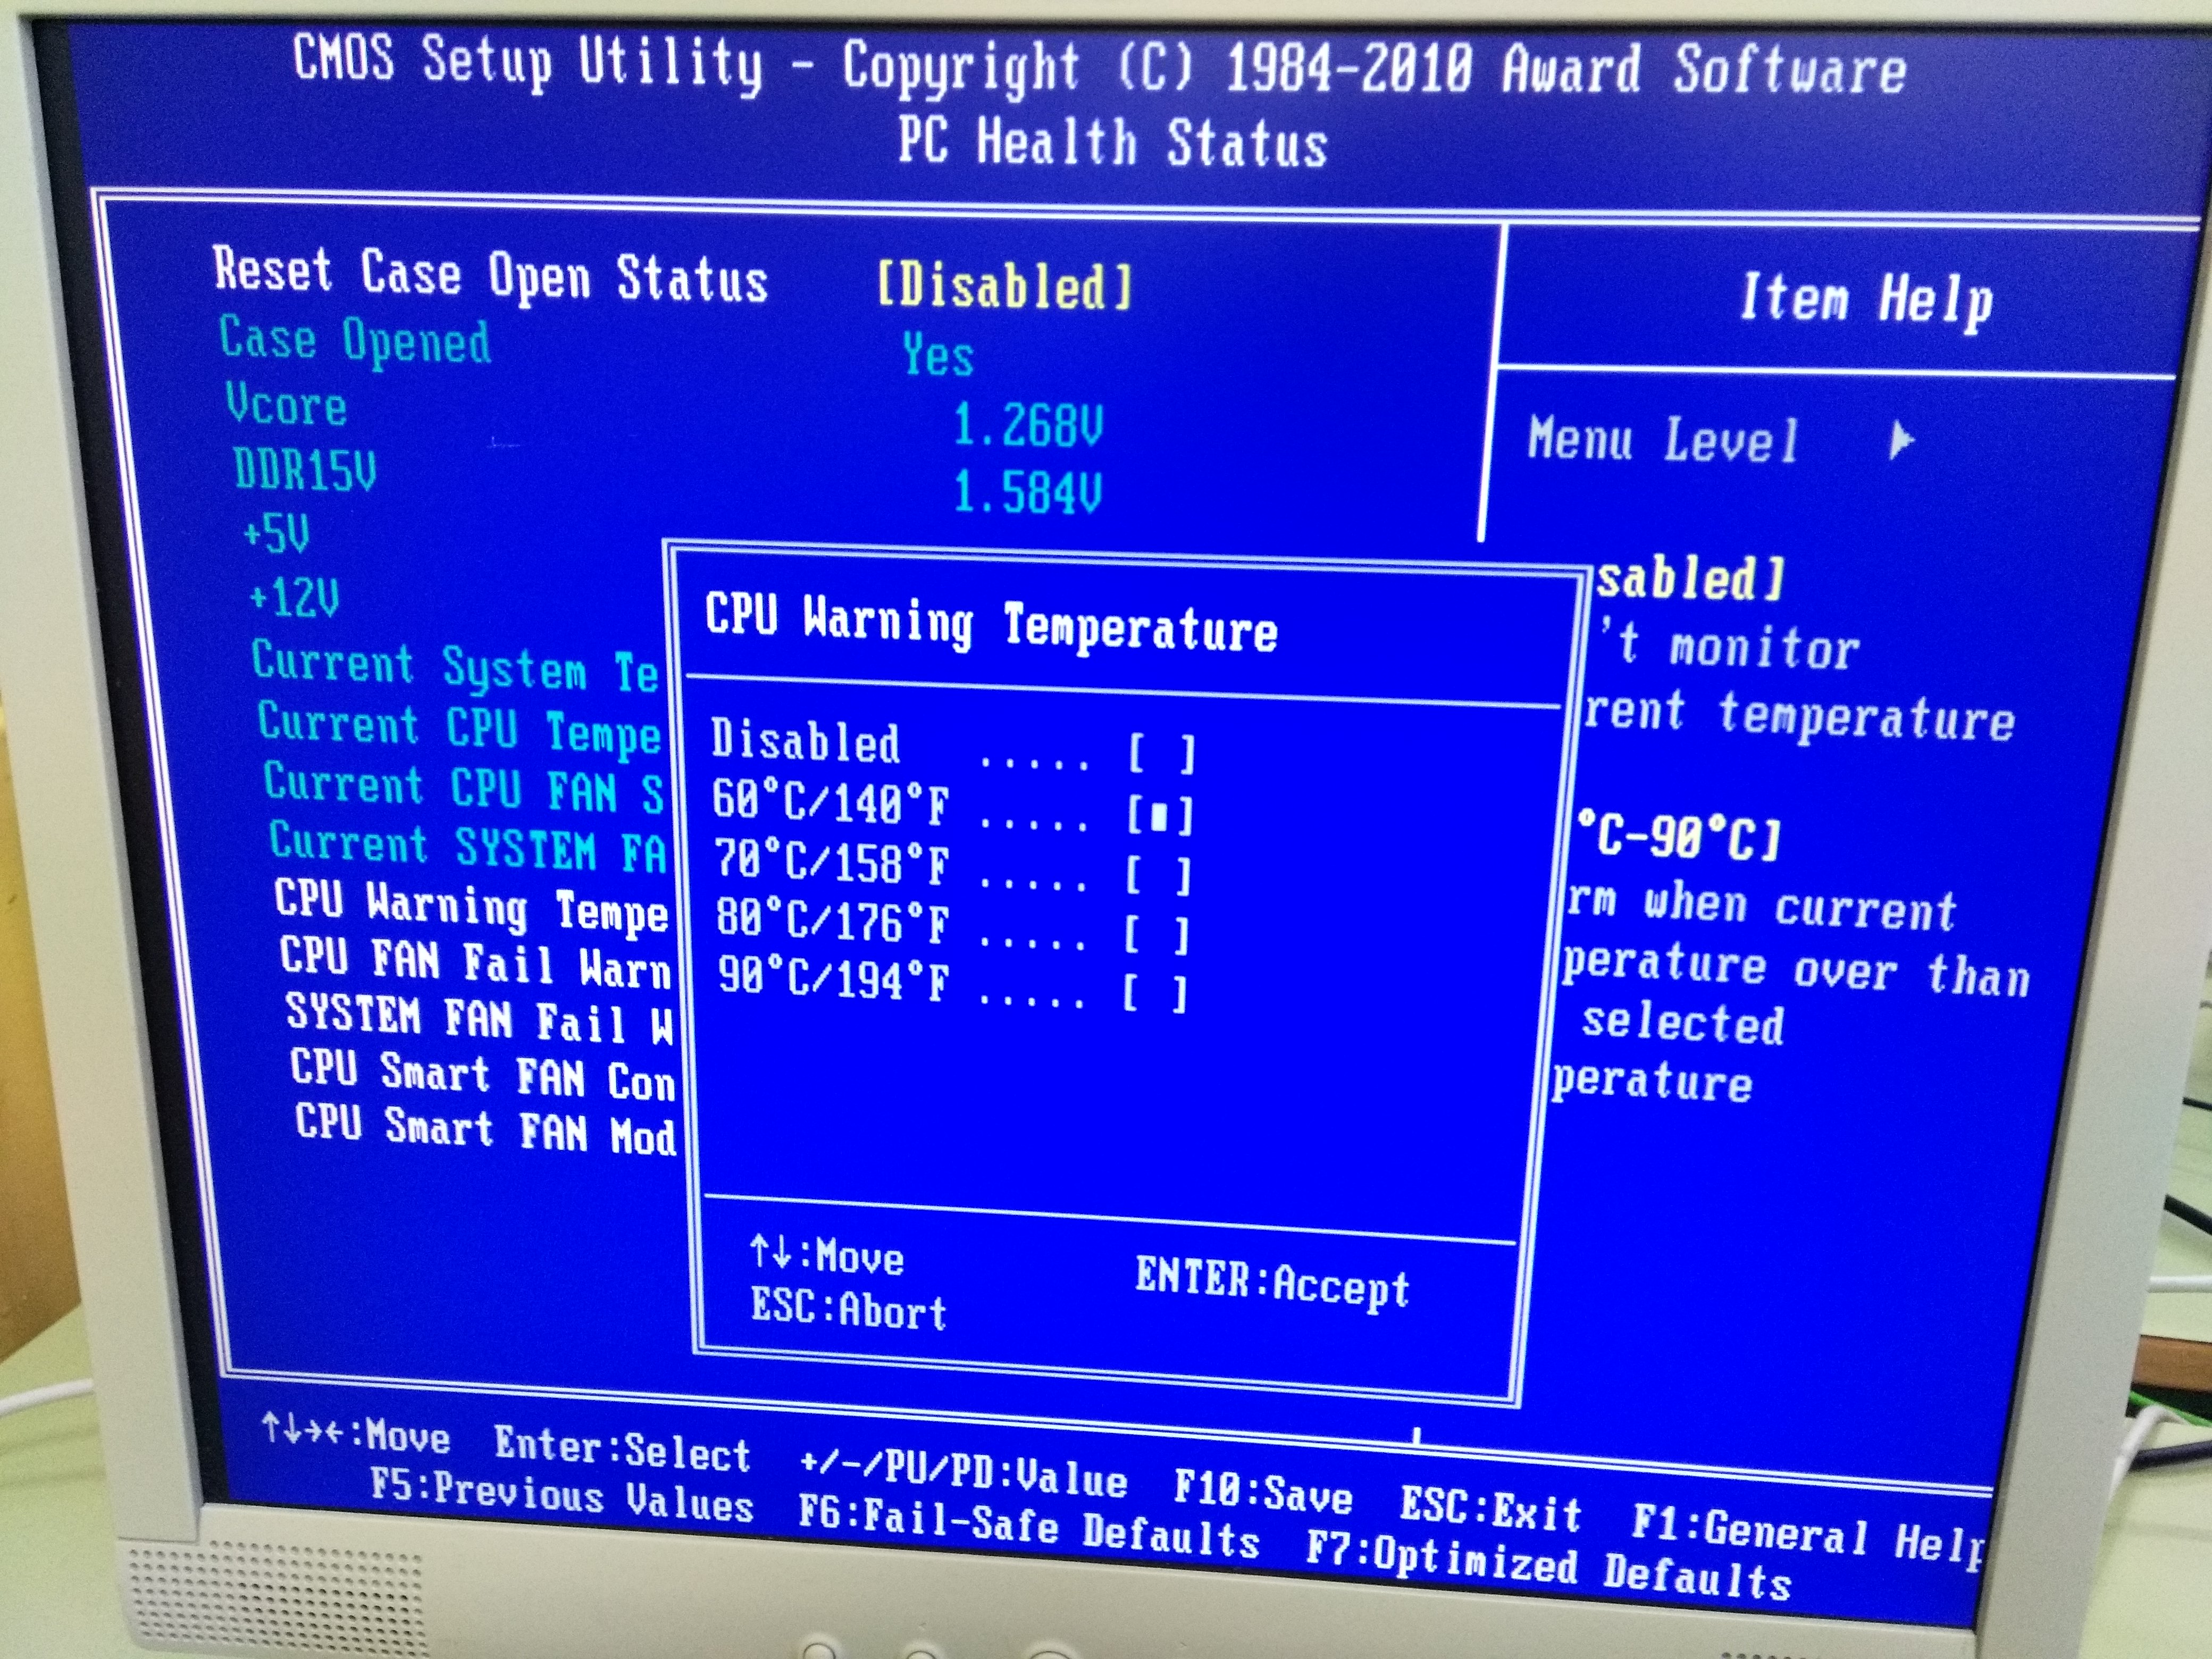 CMOS Setup Utility - Copyright (C) 1984-2010 Award Software
PC Health Status
Reset Case Open Status [Disabled]
Case Opened Yes
Vcore 1.268V
DDR15V 1.584V
+5V
+12V
Current System Te
Current CPU Tempe
Current CPU FAN S
Current SYSTEM FA
CPU Warning Tempe
CPU FAN Fail Warn
SYSTEM FAN Fail W
CPU Smart FAN Con
CPU Smart FAN Mod
CPU Warning Temperature
Disabled ..... [ ]
60°C/140°F ..... [▮]
70°C/158°F ..... [ ]
80°C/176°F ..... [ ]
90°C/194°F ..... [ ]
↑↓:Move ENTER:Accept
ESC:Abort
Item Help
Menu Level ▶
sabled]
't monitor
rent temperature
°C-90°C]
rm when current
perature over than
selected
perature
↑↓→←:Move Enter:Select +/-/PU/PD:Value F10:Save ESC:Exit F1:General Help
F5:Previous Values F6:Fail-Safe Defaults F7:Optimized Defaults